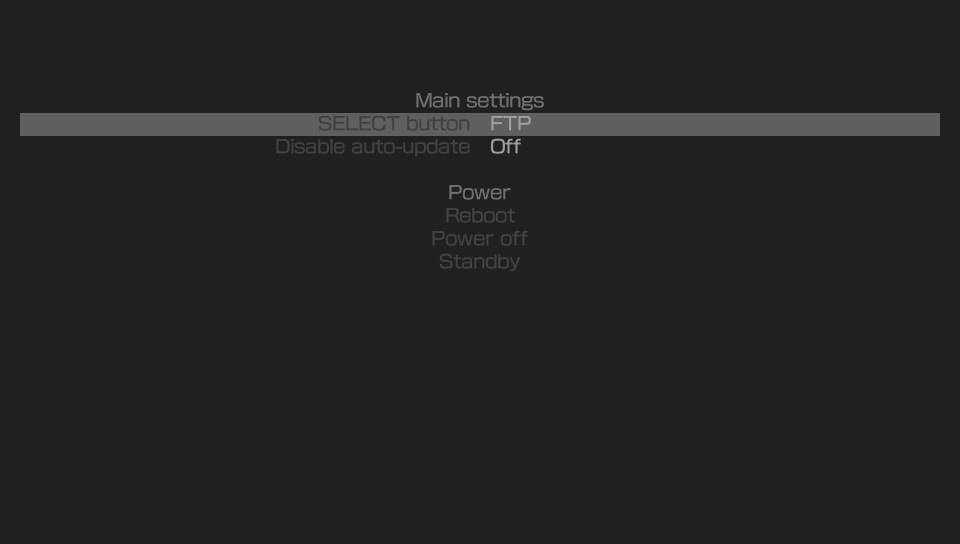 Main settings
SELECT button FTP
Disable auto-update Off
Power
Reboot
Power off
Standby